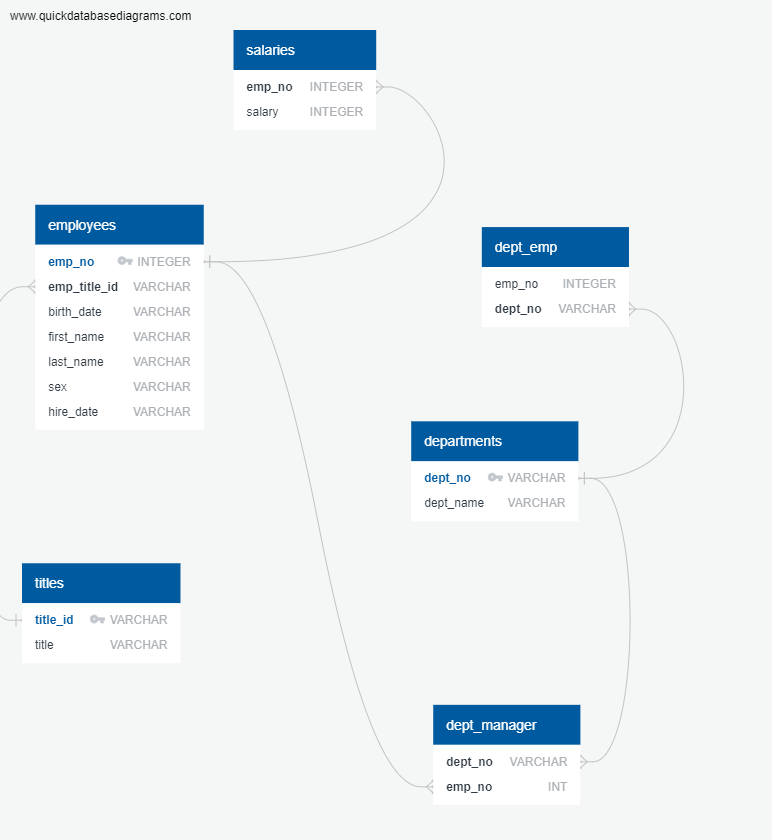 www.quickdatabasediagrams.com
salaries
emp_no INTEGER
salary INTEGER
employees
emp_no INTEGER
emp_title_id VARCHAR
birth_date VARCHAR
first_name VARCHAR
last_name VARCHAR
sex VARCHAR
hire_date VARCHAR
dept_emp
emp_no INTEGER
dept_no VARCHAR
departments
dept_no VARCHAR
dept_name VARCHAR
titles
title_id VARCHAR
title VARCHAR
dept_manager
dept_no VARCHAR
emp_no INT